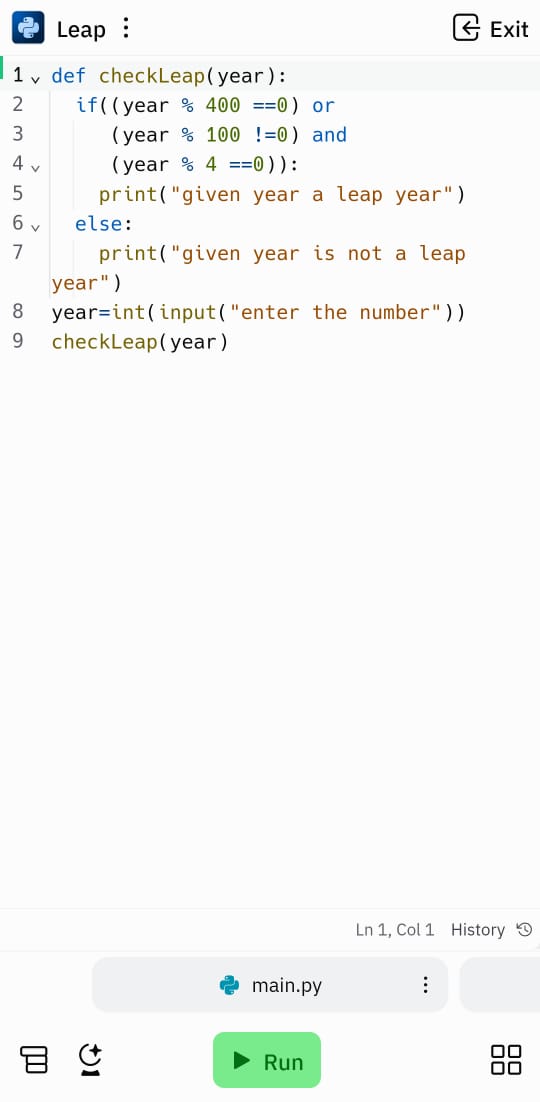 Leap
Exit
1 def checkLeap(year):
2 if((year % 400 ==0) or
3 (year % 100 !=0) and
4 (year % 4 ==0)):
5 print("given year a leap year")
6 else:
7 print("given year is not a leap
year")
8 year=int(input("enter the number"))
9 checkLeap(year)
Ln 1, Col 1 History
main.py
Run